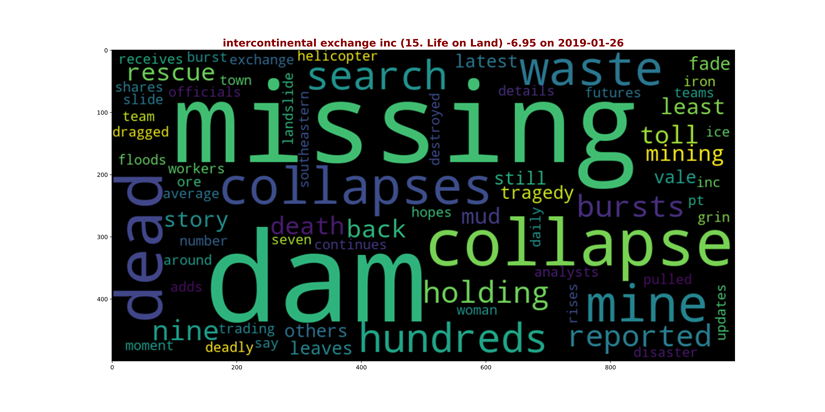 intercontinental exchange inc (15. Life on Land) -6.95 on 2019-01-26
0
100
200
300
400
0
200
400
600
800
receives burst exchange helicopter latest waste fade
rescue town search iron
shares officials details futures teams
slide landslide missing least
team southeastern destroyed
dragged toll ice
floods mining
workers
ore collapses still vale inc
average tragedy
dead bursts pt
story death back hopes mud daily grin
number seven continues collapse
around dam analysts
adds holding pulled
woman rises mine updates
nine trading others hundreds reported
moment deadly say leaves disaster